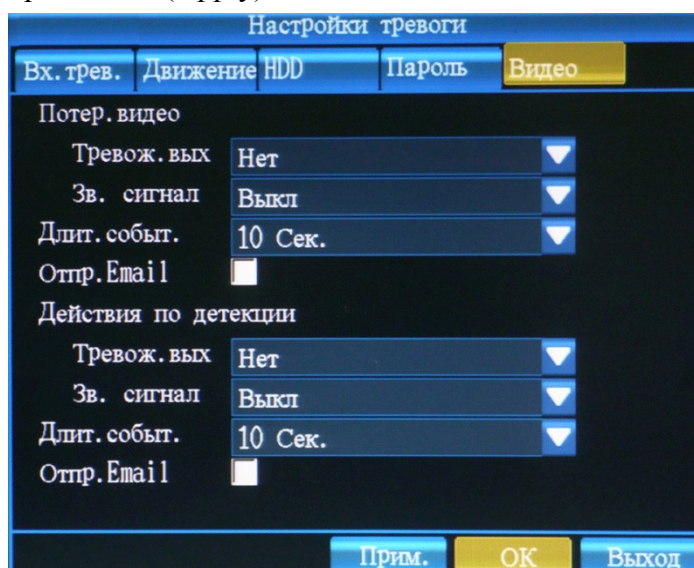 Настройки тревоги
Вх.трев. Движение HDD Пароль Видео
Потер.видео
Тревож.вых Нет
Зв. сигнал Выкл
Длит.событ. 10 Сек.
Отпр.Email
Действия по детекции
Тревож.вых Нет
Зв. сигнал Выкл
Длит.событ. 10 Сек.
Отпр.Email
Прим. OK Выход